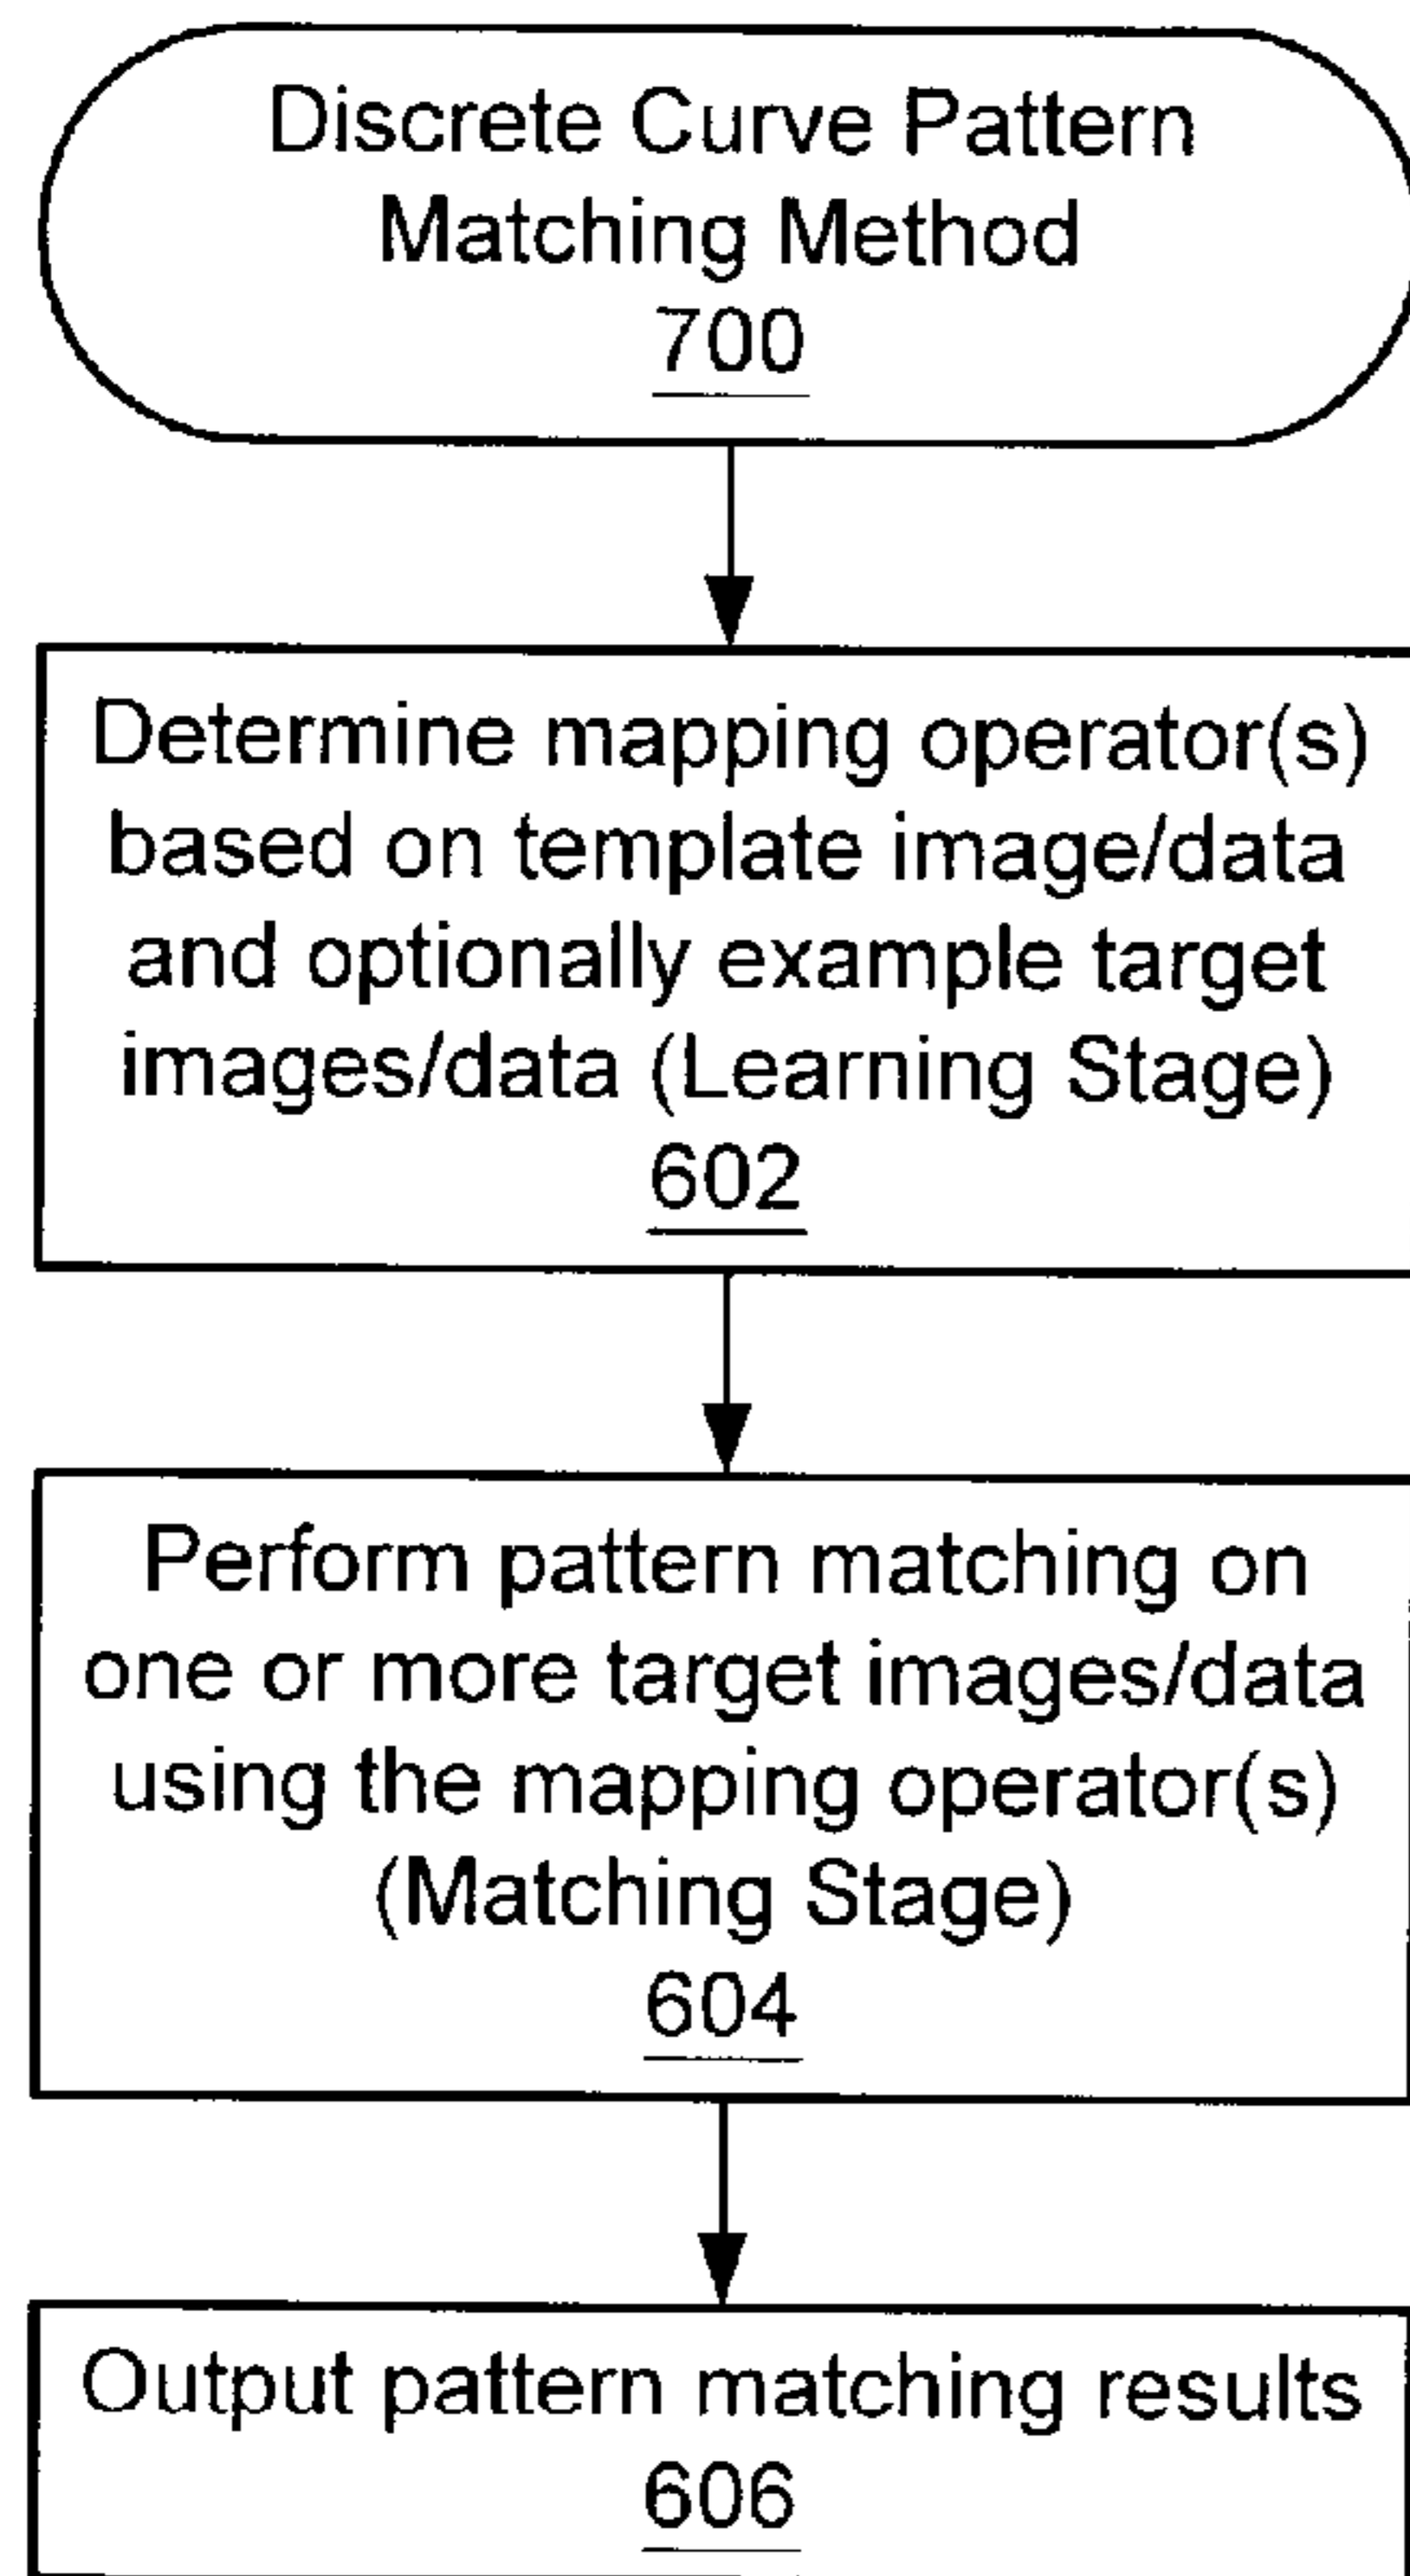 Discrete Curve Pattern
Matching Method
700
Determine mapping operator(s)
based on template image/data
and optionally example target
images/data (Learning Stage)
602
Perform pattern matching on
one or more target images/data
using the mapping operator(s)
(Matching Stage)
604
Output pattern matching results
606